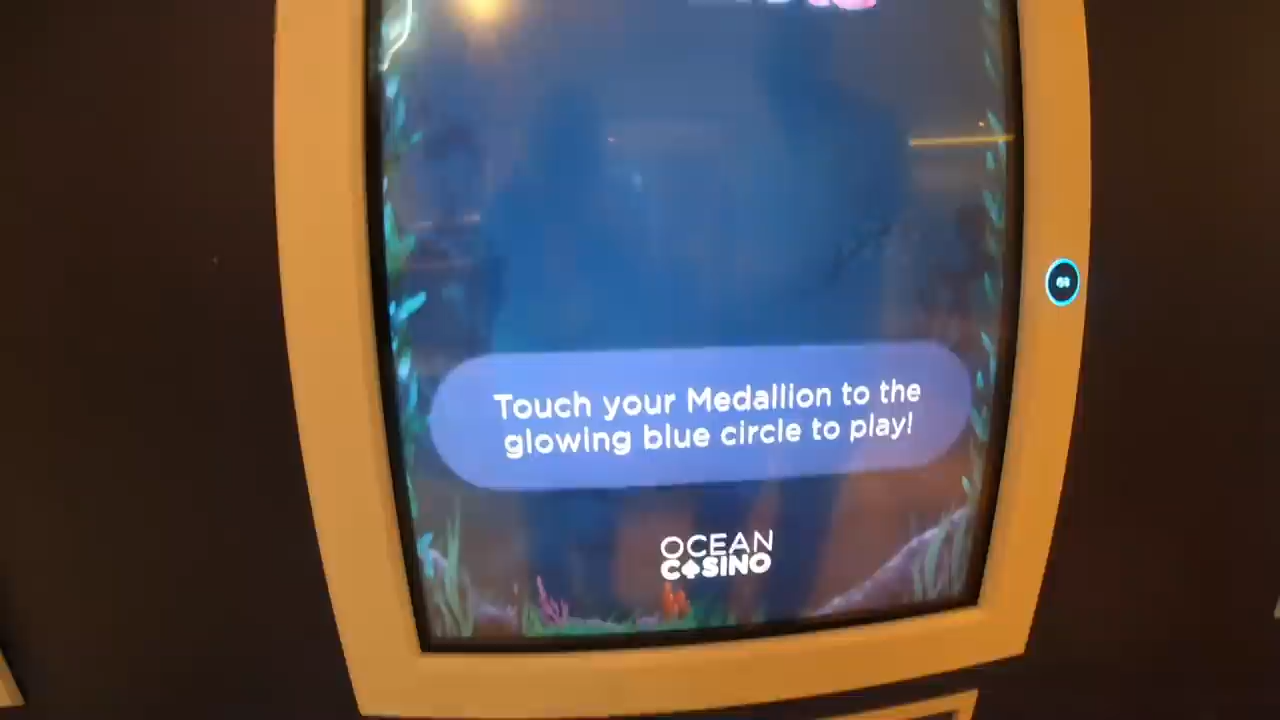 Touch your Medallion to the
glowing blue circle to play!
OCEAN
CASINO